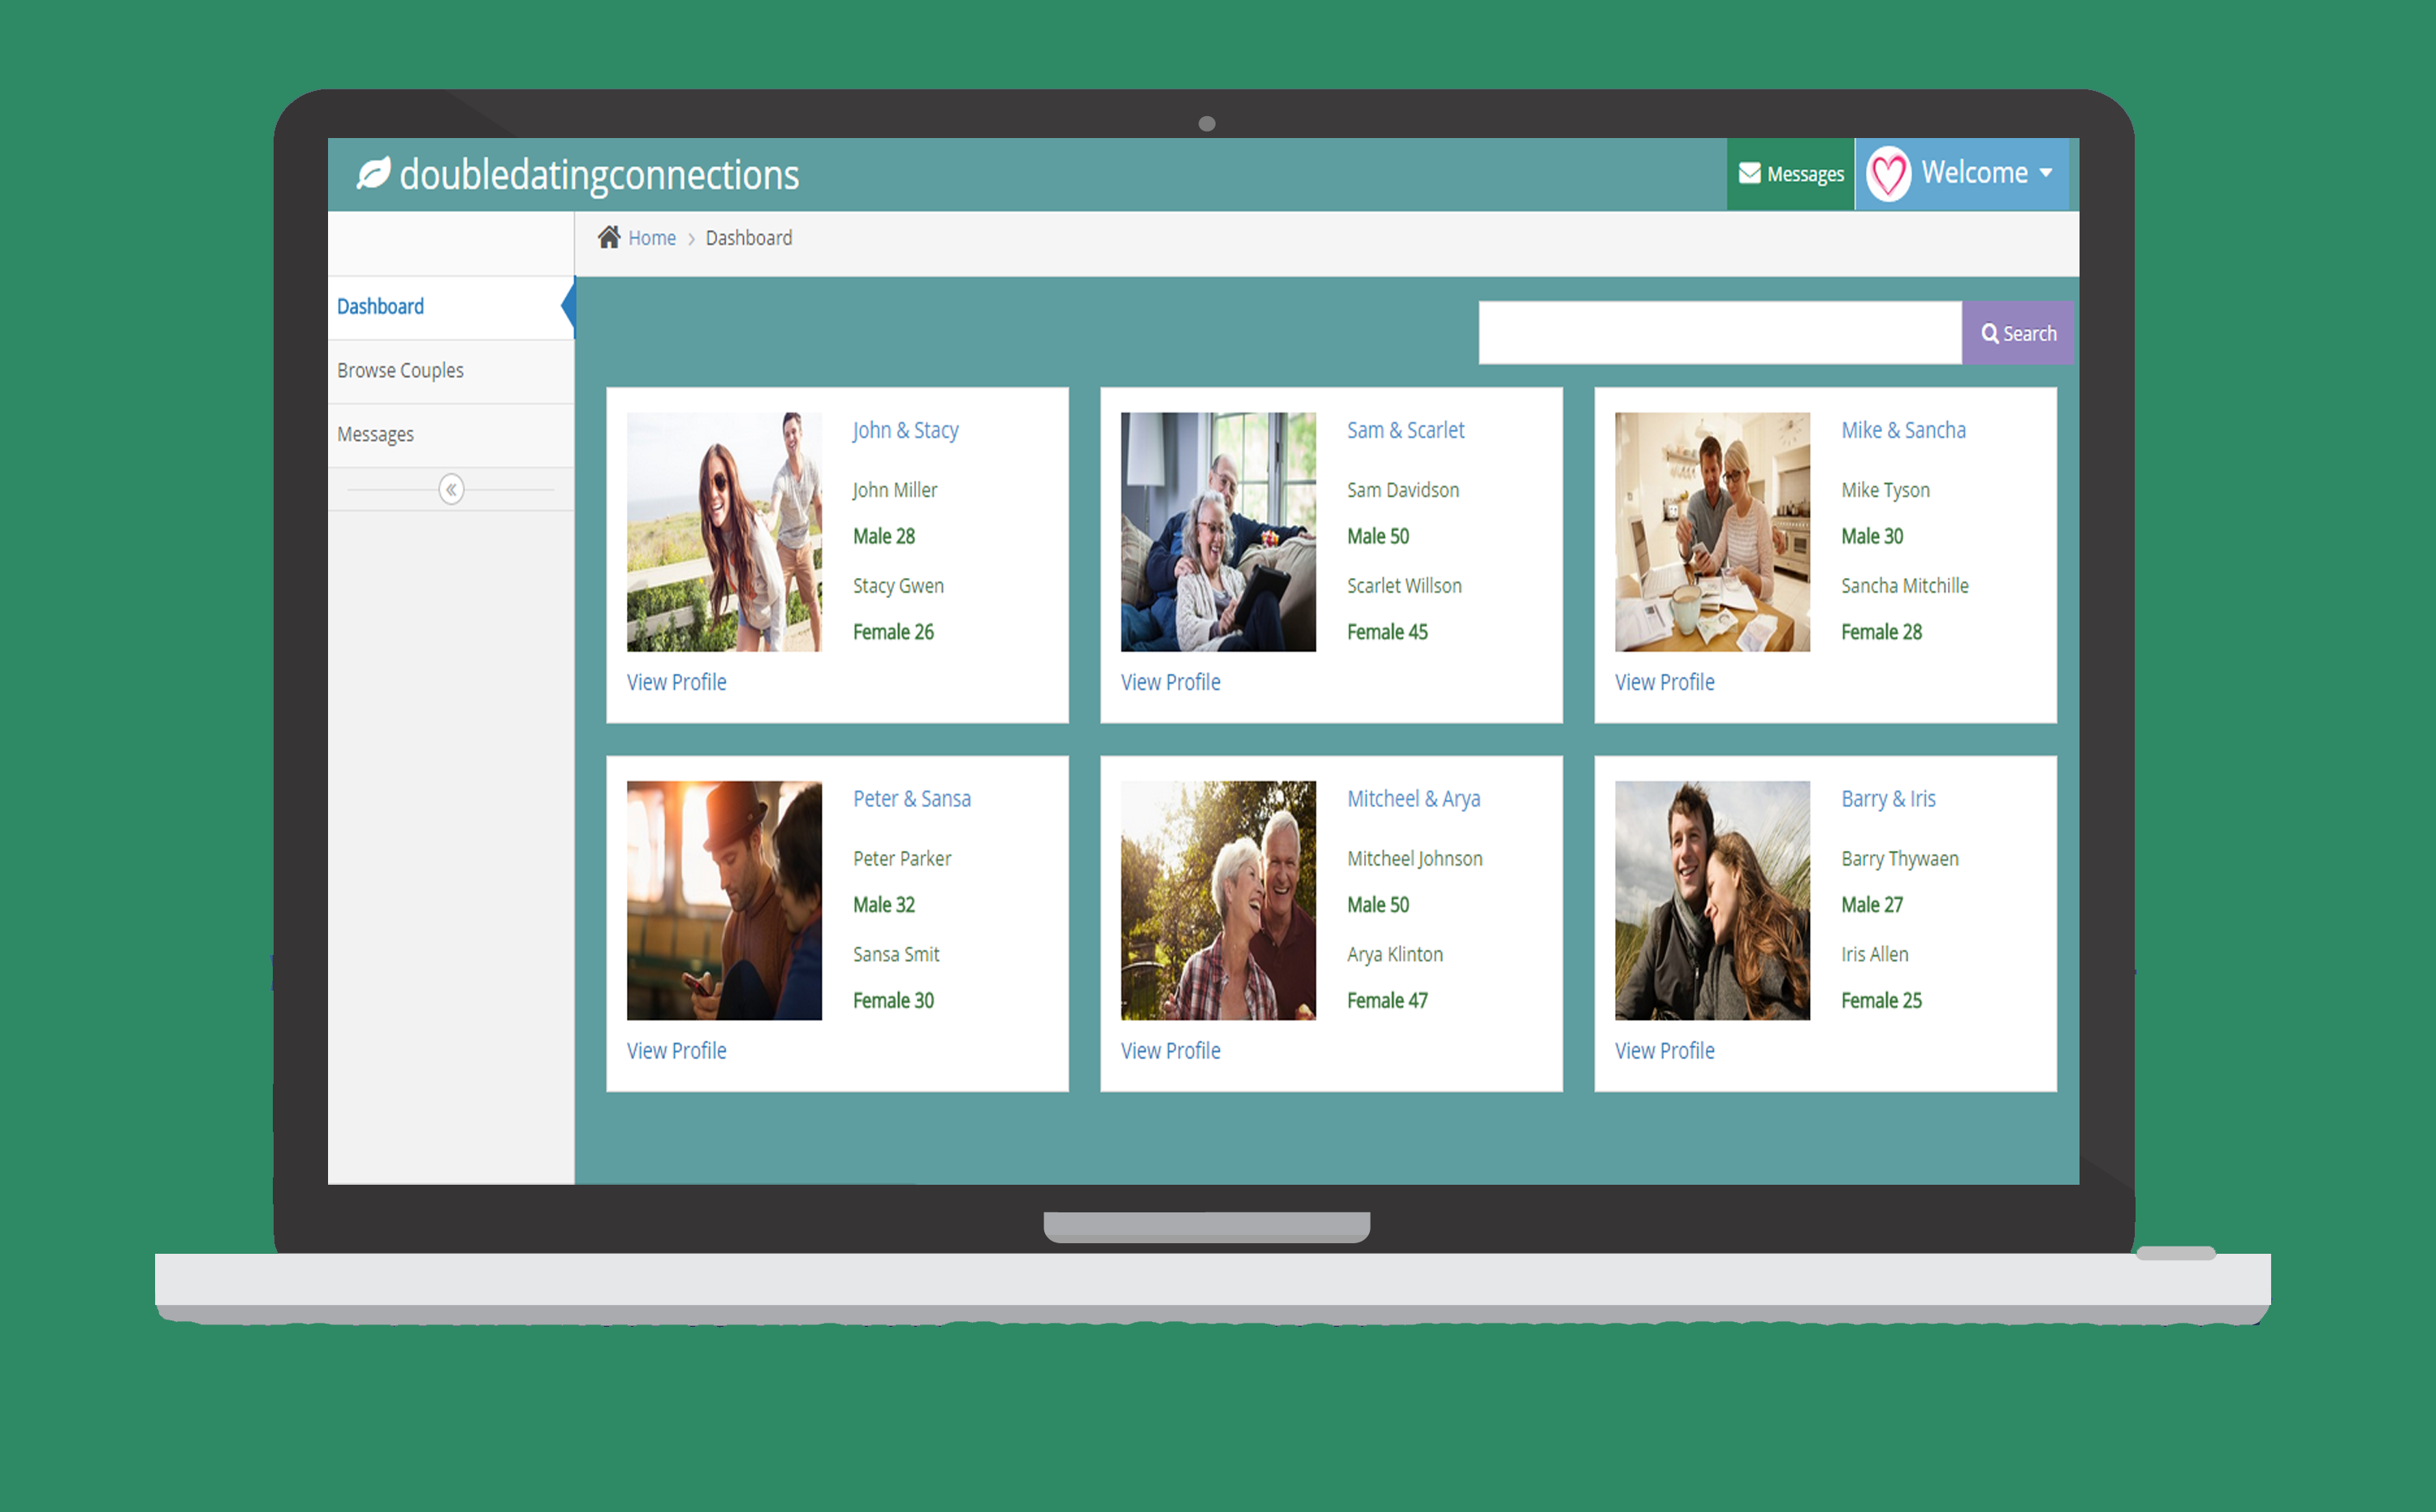 doubledatingconnections
Messages
Welcome
Home > Dashboard
Dashboard
Browse Couples
Messages
Search
John & Stacy
John Miller
Male 28
Stacy Gwen
Female 26
View Profile
Sam & Scarlet
Sam Davidson
Male 50
Scarlet Willson
Female 45
View Profile
Mike & Sancha
Mike Tyson
Male 30
Sancha Mitchille
Female 28
View Profile
Peter & Sansa
Peter Parker
Male 32
Sansa Smit
Female 30
View Profile
Mitcheel & Arya
Mitcheel Johnson
Male 50
Arya Klinton
Female 47
View Profile
Barry & Iris
Barry Thywaen
Male 27
Iris Allen
Female 25
View Profile